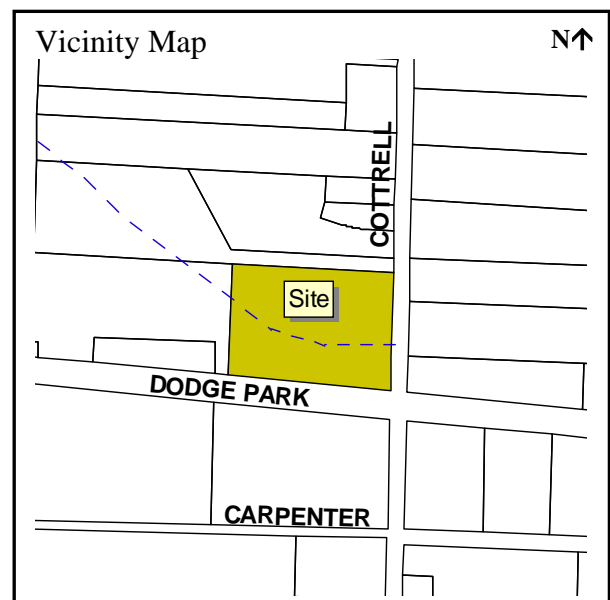 Vicinity Map
N↑
COTTRELL
Site
DODGE PARK
CARPENTER